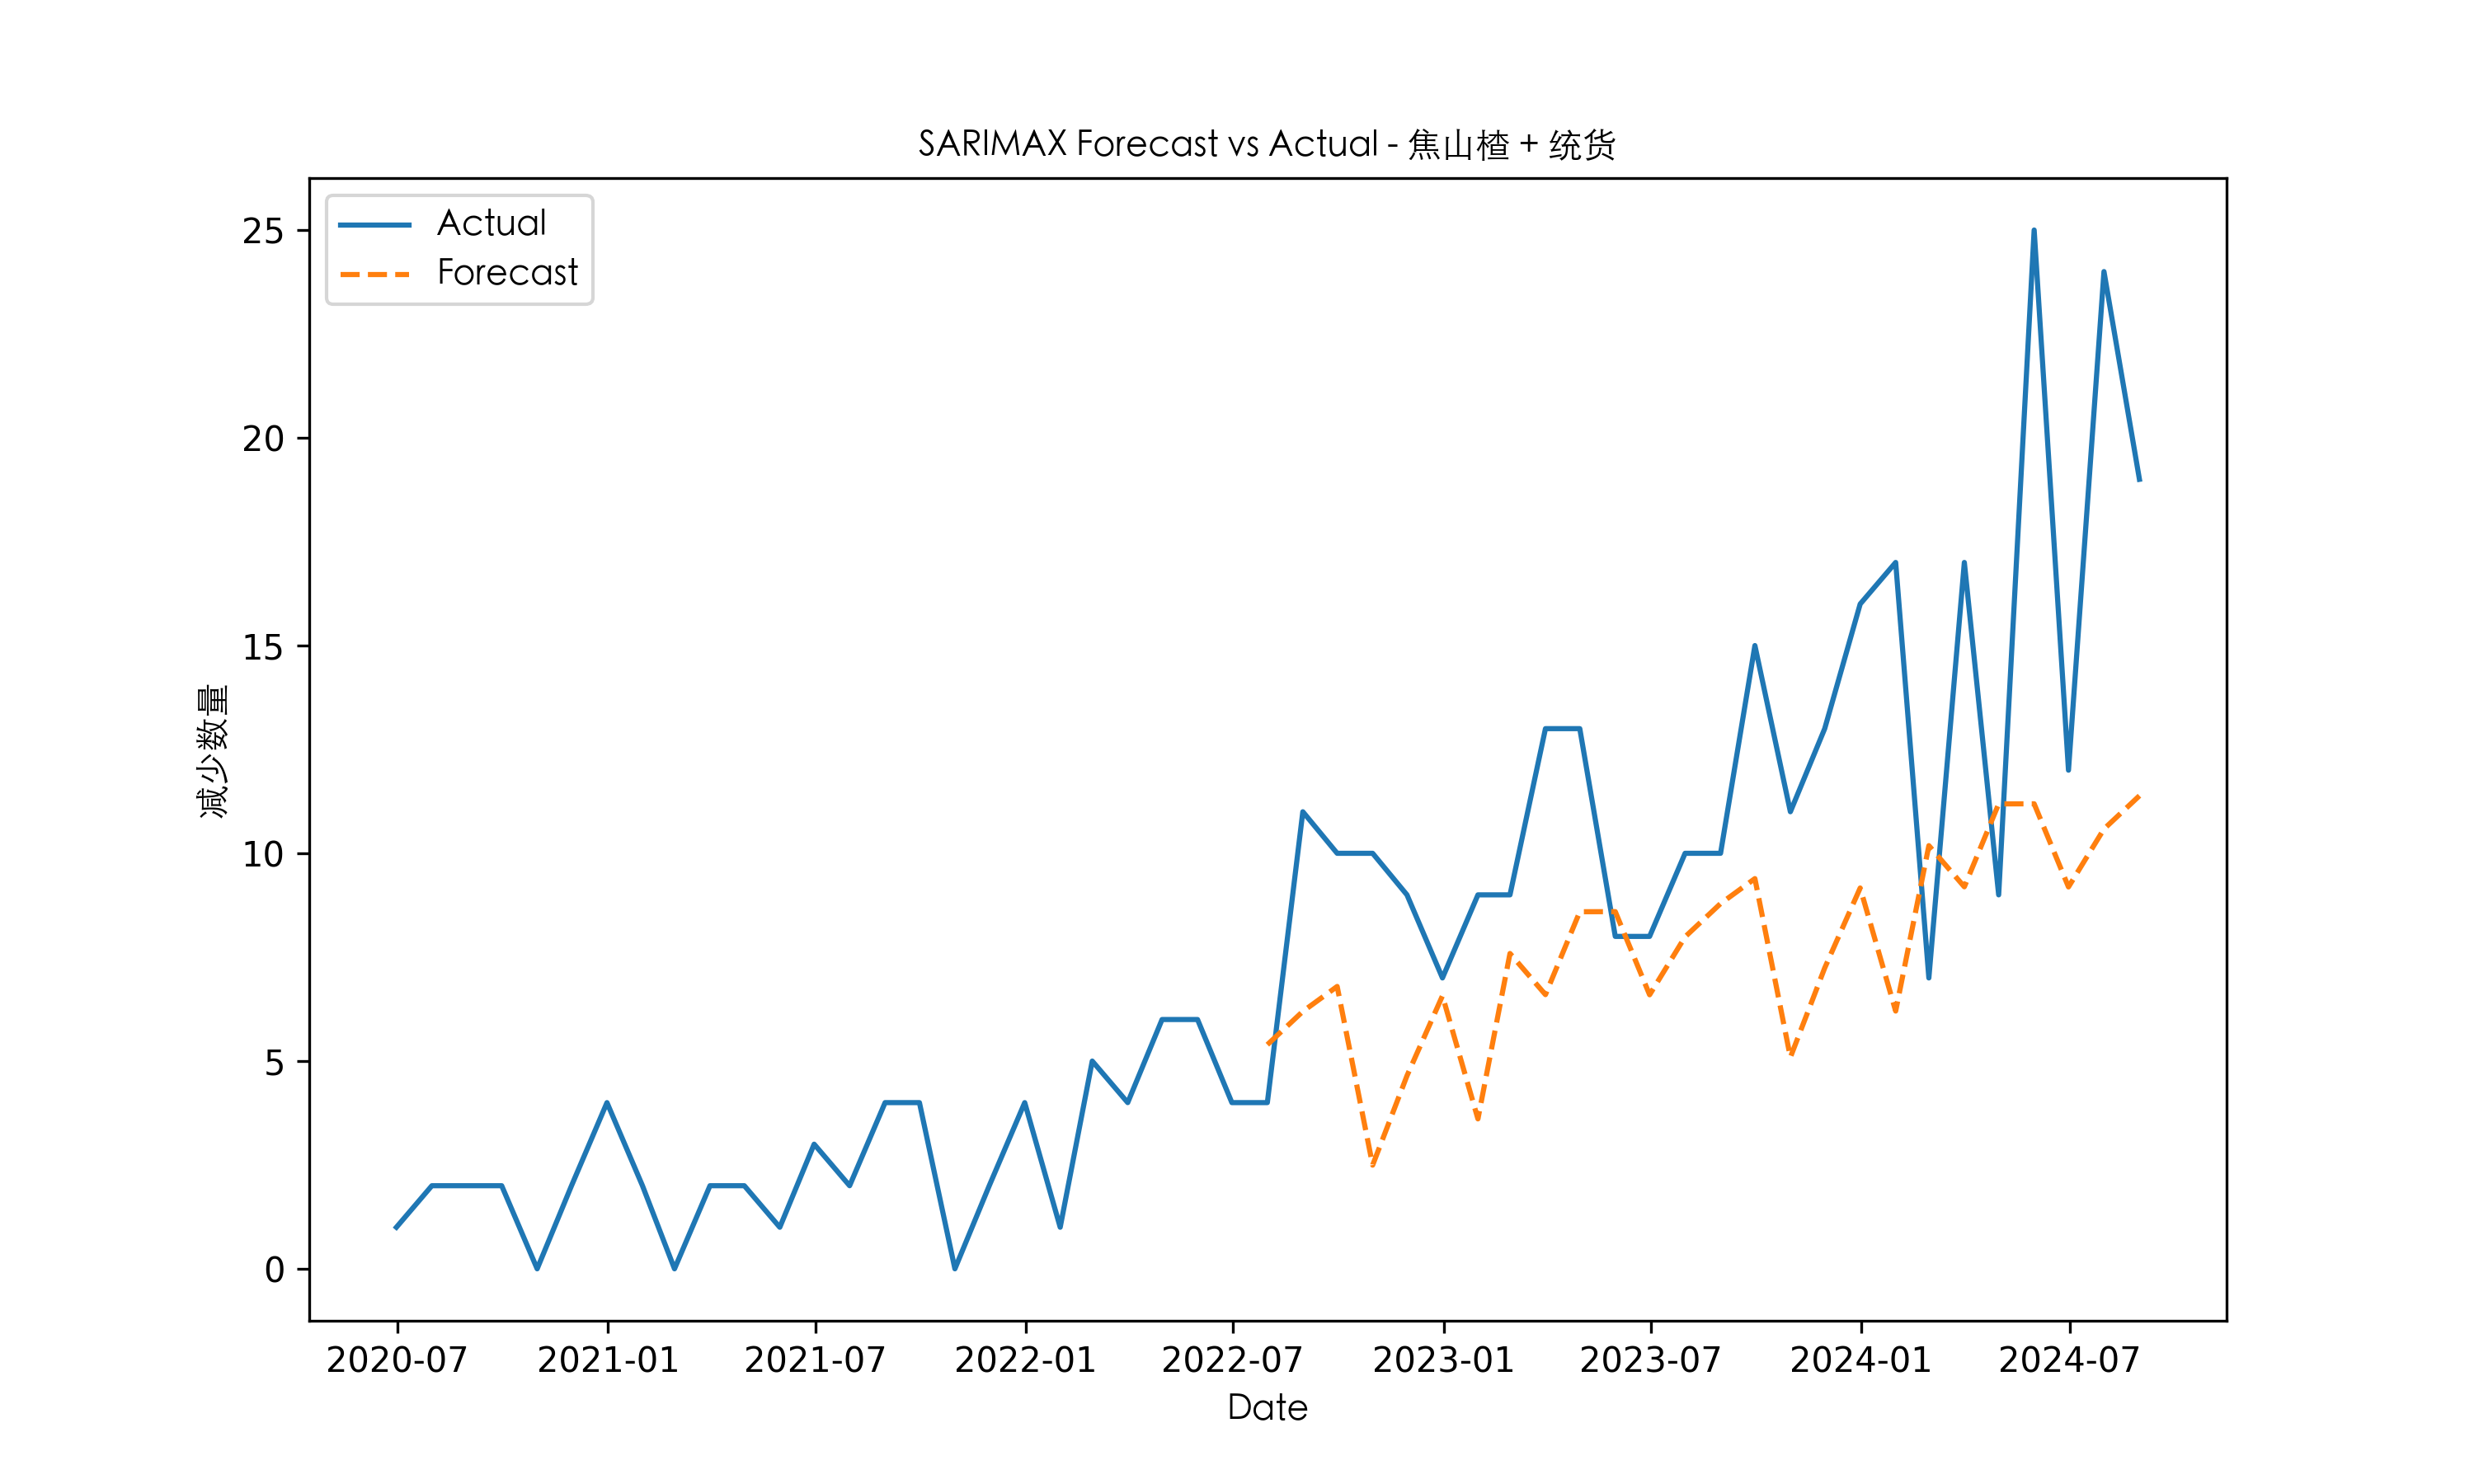 SARIMAX Forecast vs Actual - 焦山楂 + 统货
Actual
Forecast
25
20
15
10
5
0
减少数量
2020-07 2021-01 2021-07 2022-01 2022-07 2023-01 2023-07 2024-01 2024-07
Date